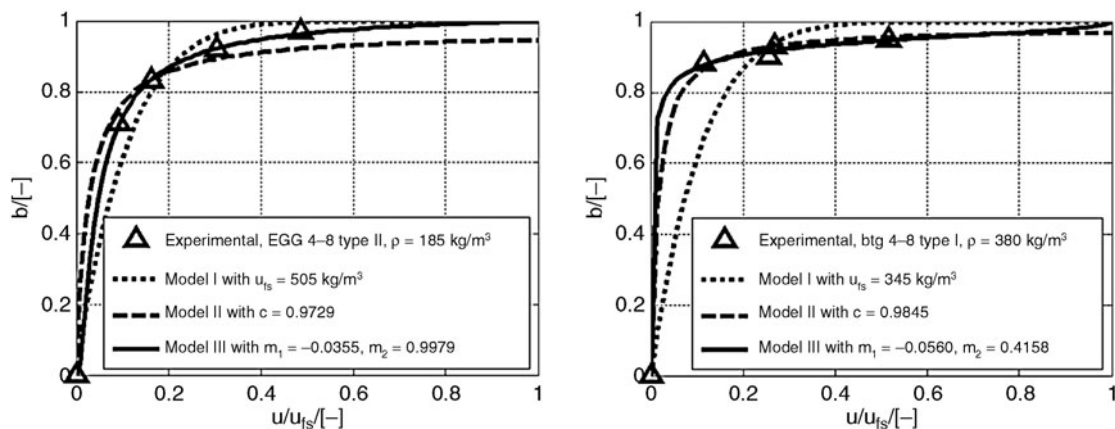 b/[–]
1
0.8
0.6
0.4
0.2
0
Experimental, EGG 4–8 type II, ρ = 185 kg/m³
Model I with u_fs = 505 kg/m³
Model II with c = 0.9729
Model III with m₁ = –0.0355, m₂ = 0.9979
0 0.2 0.4 0.6 0.8 1
u/u_fs/[–]
b/[–]
1
0.8
0.6
0.4
0.2
0
Experimental, btg 4–8 type I, ρ = 380 kg/m³
Model I with u_fs = 345 kg/m³
Model II with c = 0.9845
Model III with m₁ = –0.0560, m₂ = 0.4158
0 0.2 0.4 0.6 0.8 1
u/u_fs/[–]